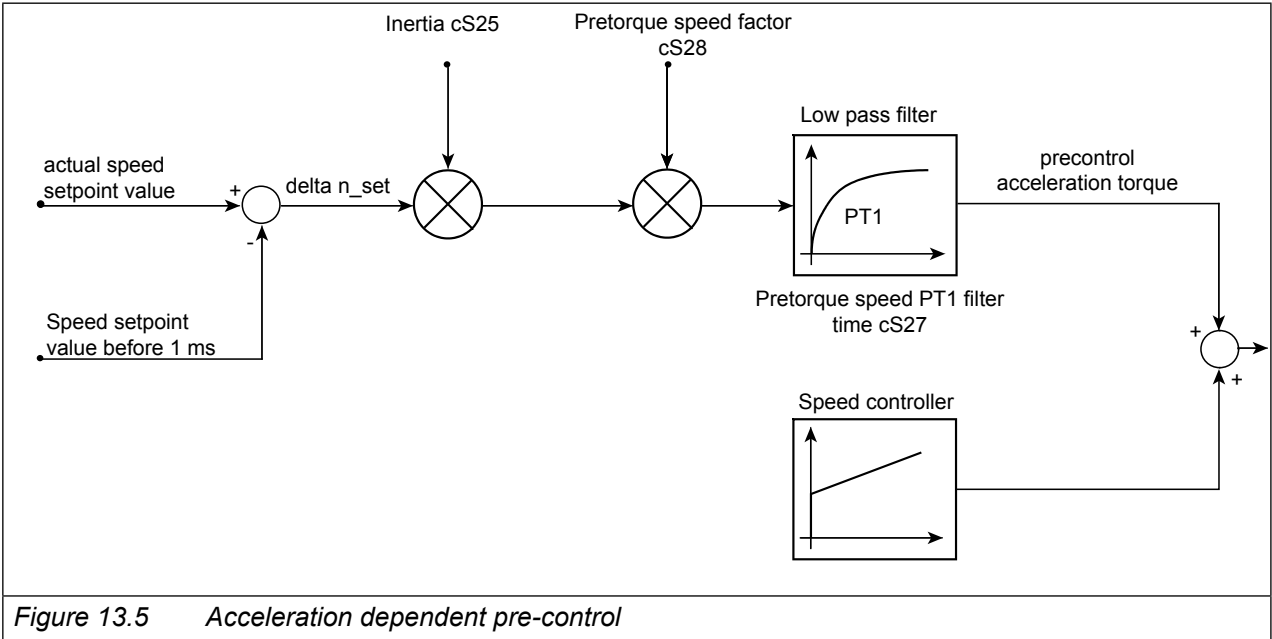 Inertia cS25
Pretorque speed factor
cS28
Low pass filter
actual speed
setpoint value
+
delta n_set
-
PT1
precontrol
acceleration torque
Pretorque speed PT1 filter
time cS27
Speed setpoint
value before 1 ms
+
+
Speed controller
Figure 13.5 Acceleration dependent pre-control